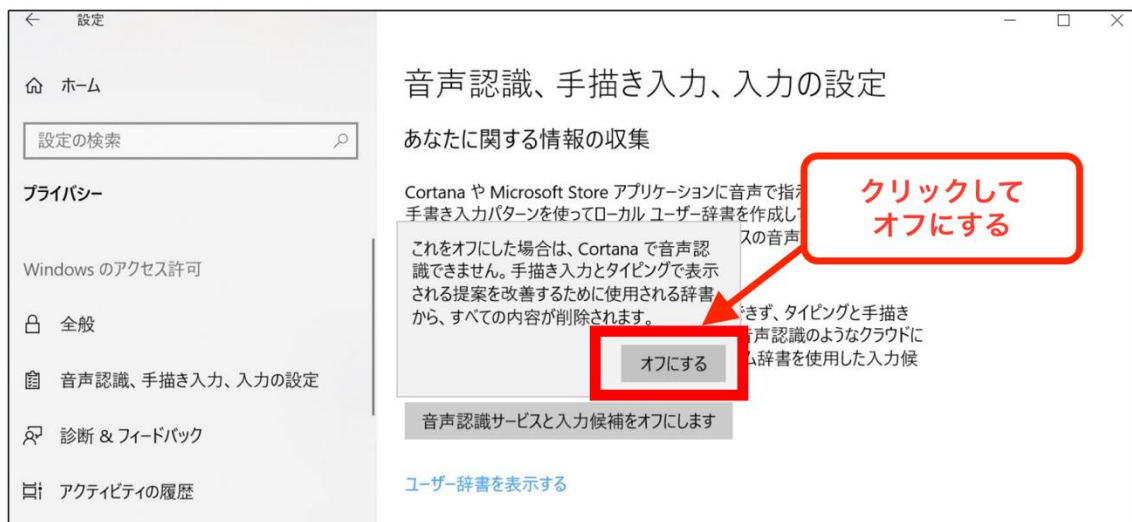 設定
ホーム
設定の検索
プライバシー
Windows のアクセス許可
全般
音声認識、手描き入力、入力の設定
診断 & フィードバック
アクティビティの履歴
音声認識、手描き入力、入力の設定
あなたに関する情報の収集
Cortana や Microsoft Store アプリケーションに音声で指
手書き入力パターンを使ってローカル ユーザー辞書を作成し
スの音声
これをオフにした場合は、Cortana で音声認
識できません。手描き入力とタイピングで表示
される提案を改善するために使用される辞書
から、すべての内容が削除されます。
きず、タイピングと手描き
音声認識のようなクラウドに
ム辞書を使用した入力候
オフにする
音声認識サービスと入力候補をオフにします
ユーザー辞書を表示する
クリックして
オフにする